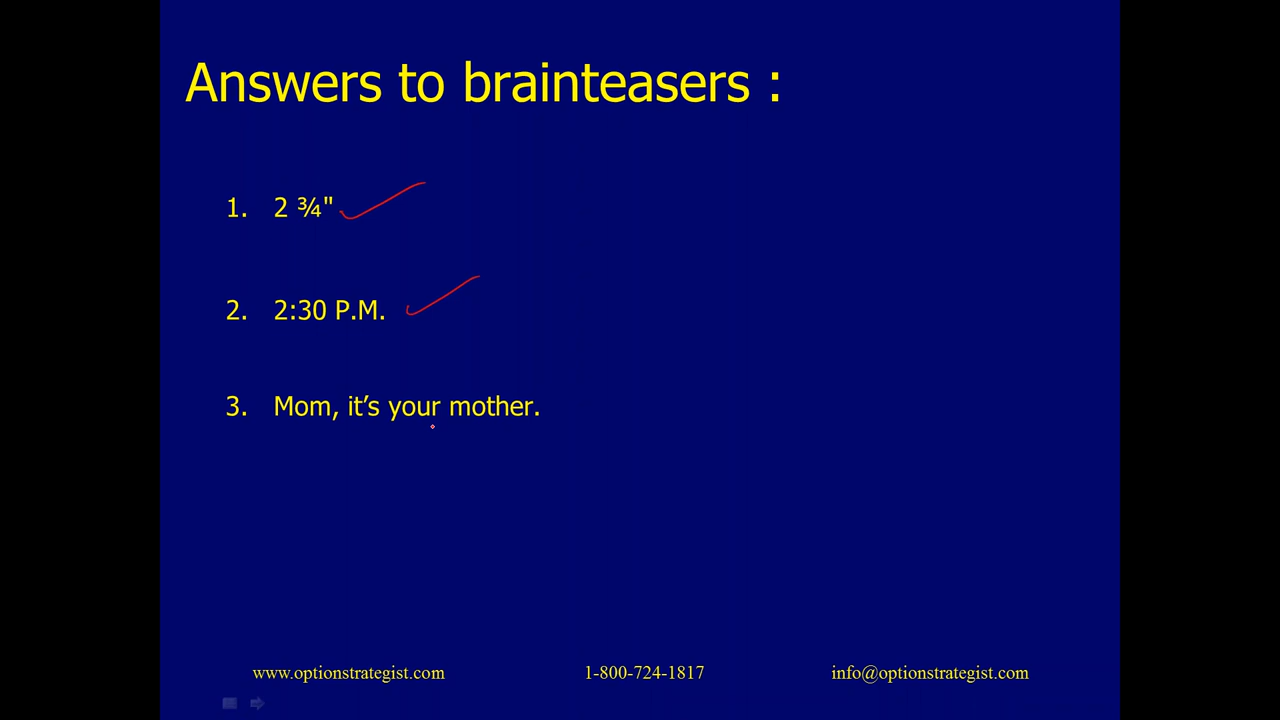 Answers to brainteasers :
1. 2 ¾"
2. 2:30 P.M.
3. Mom, it’s your mother.
www.optionstrategist.com 1-800-724-1817 info@optionstrategist.com